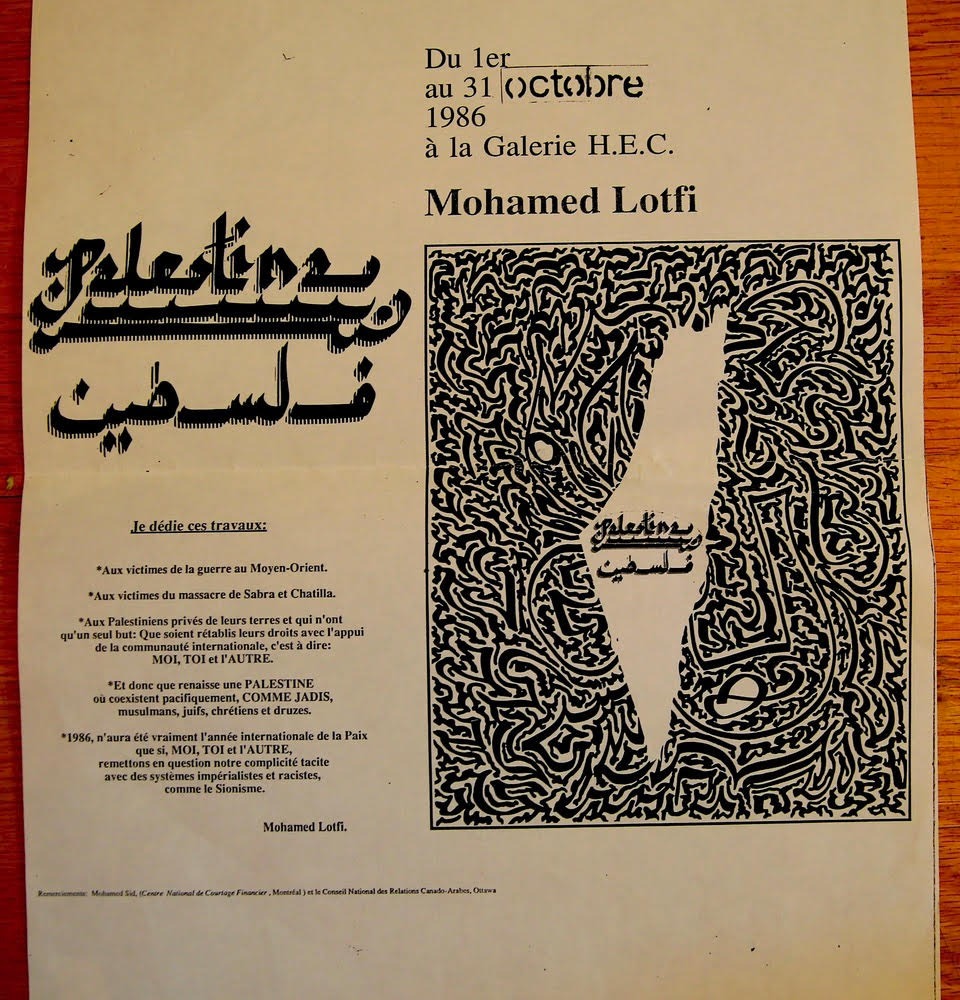 Du 1er
au 31 octobre
1986
à la Galerie H.E.C.
Mohamed Lotfi
Palestine
فلسطين
Palestine
فلسطين
Je dédie ces travaux:
*Aux victimes de la guerre au Moyen-Orient.
*Aux victimes du massacre de Sabra et Chatilla.
*Aux Palestiniens privés de leurs terres et qui n'ont
qu'un seul but: Que soient rétablis leurs droits avec l'appui
de la communauté internationale, c'est à dire:
MOI, TOI et l'AUTRE.
*Et donc que renaisse une PALESTINE
où coexistent pacifiquement, COMME JADIS,
musulmans, juifs, chrétiens et druzes.
*1986, n'aura été vraiment l'année internationale de la Paix
que si, MOI, TOI et l'AUTRE,
remettons en question notre complicité tacite
avec des systèmes impérialistes et racistes,
comme le Sionisme.
Mohamed Lotfi.
Remerciements: Mohamed Sid, (Centre National de Courtage Financier, Montréal) et le Conseil National des Relations Canado-Arabes, Ottawa